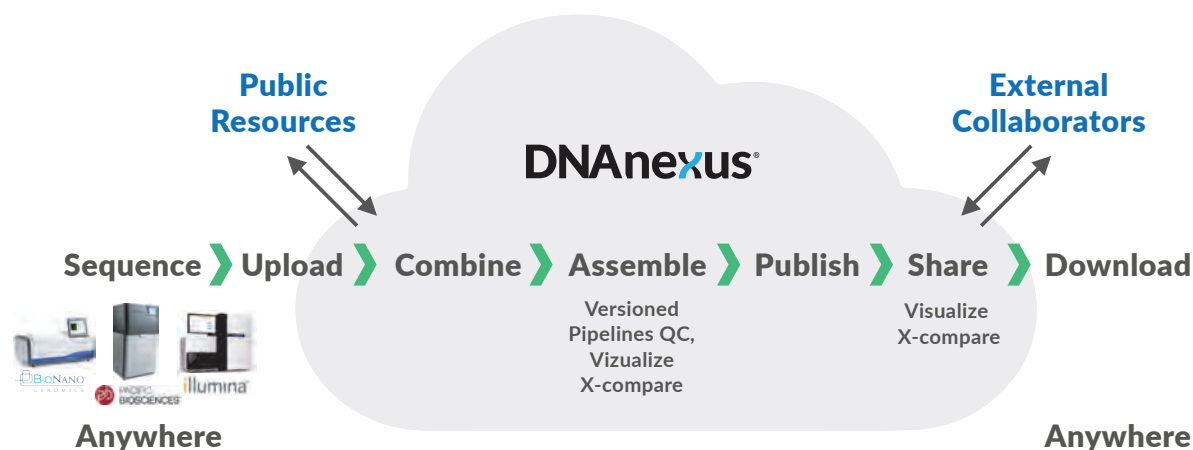 Public
Resources
External
Collaborators
DNAnexus®
Sequence Upload Combine Assemble Publish Share Download
Versioned
Pipelines QC,
Vizualize
X-compare
Visualize
X-compare
BIONANO
GENOMICS
PACIFIC
BIOSCIENCES
illumina
Anywhere
Anywhere